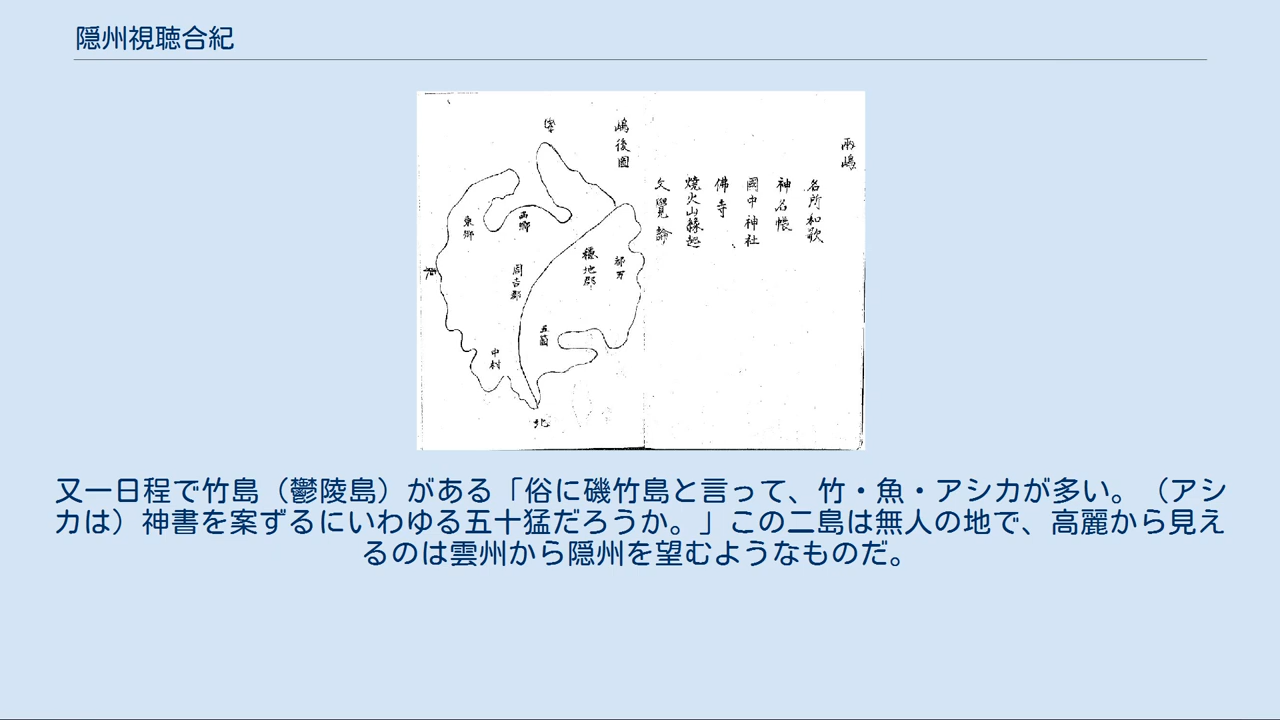 隠州視聴合紀
兩嶋
名所和歌
神名帳
國中神社
佛寺
焼火山縁起
文覺論
嶋後圖
東郷
西郷
周吉郡
穩地郡
都万
五箇
中村
北
又一日程で竹島（鬱陵島）がある「俗に磯竹島と言って、竹・魚・アシカが多い。（アシ
カは）神書を案ずるにいわゆる五十猛だろうか。」この二島は無人の地で、高麗から見え
るのは雲州から隠州を望むようなものだ。